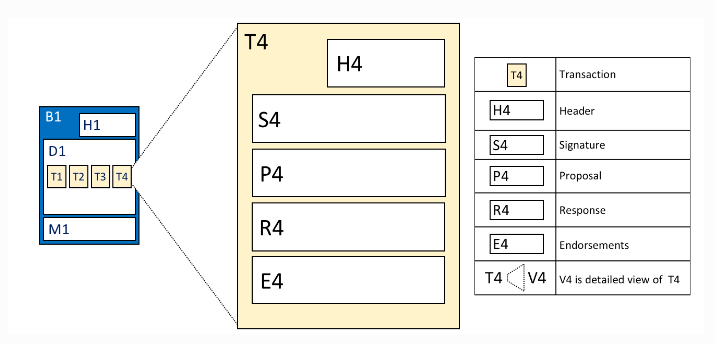 B1
H1
D1
T1 T2 T3 T4
M1
T4
H4
S4
P4
R4
E4
T4 Transaction
H4 Header
S4 Signature
P4 Proposal
R4 Response
E4 Endorsements
T4 V4 V4 is detailed view of T4